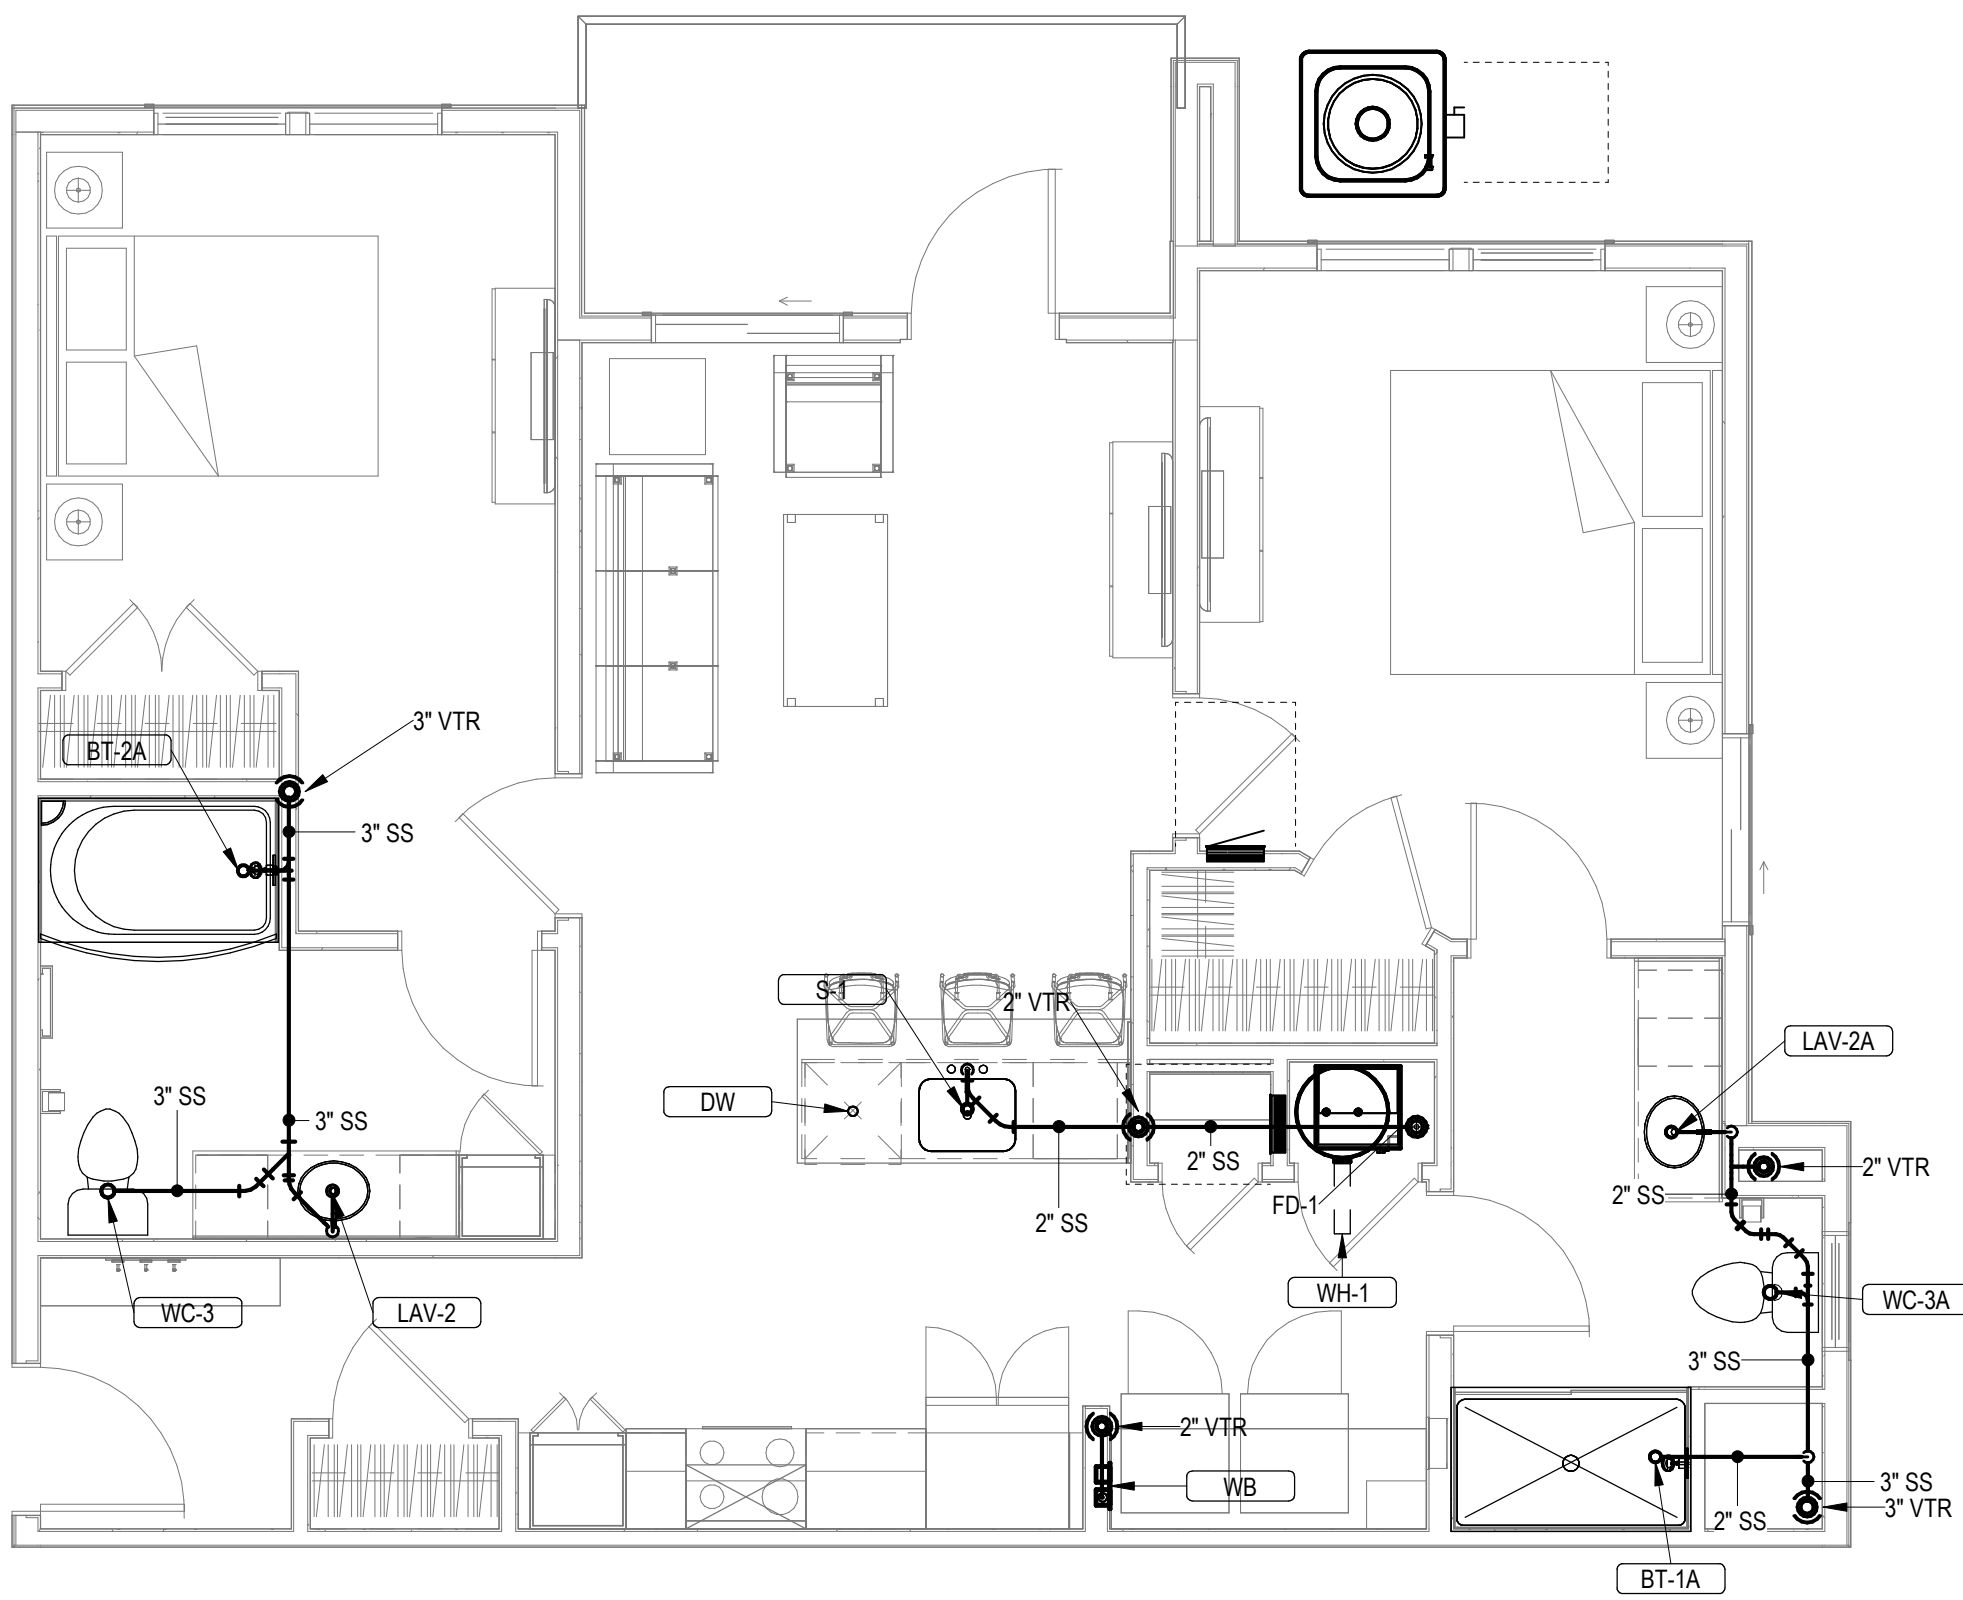 3" VTR
BT-2A
3" SS
S-1
2" VTR
LAV-2A
3" SS
DW
3" SS
2" SS
2" VTR
2" SS
FD-1
2" SS
WH-1
WC-3A
WC-3
LAV-2
3" SS
2" VTR
WB
3" SS
3" VTR
2" SS
BT-1A